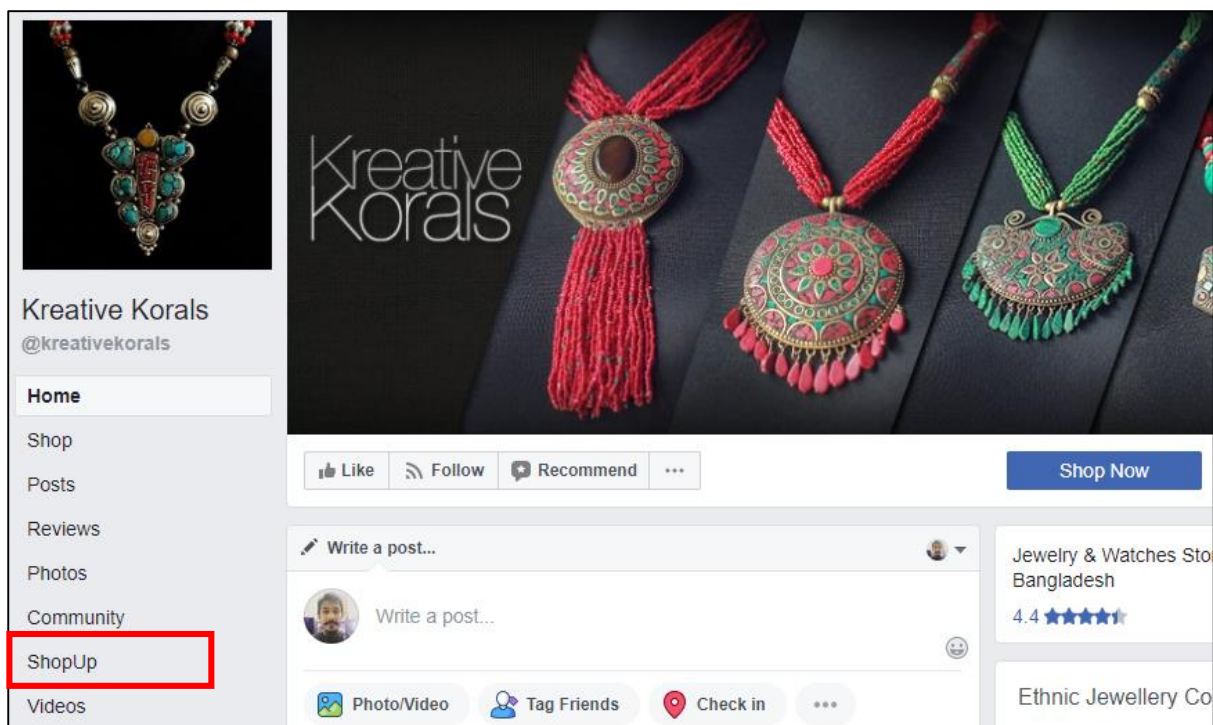 Kreative
Korals
Kreative Korals
@kreativekorals
Home
Shop
Posts
Reviews
Photos
Community
ShopUp
Videos
Like
Follow
Recommend
Shop Now
Write a post...
Write a post...
Photo/Video
Tag Friends
Check in
Jewelry & Watches Sto
Bangladesh
4.4
Ethnic Jewellery Co